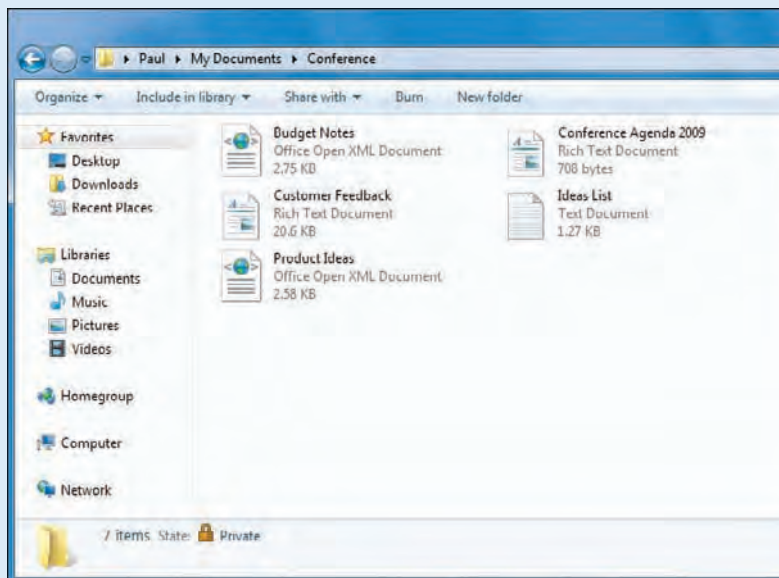 Paul ▸ My Documents ▸ Conference
Organize Include in library Share with Burn New folder
Favorites
Desktop
Downloads
Recent Places
Libraries
Documents
Music
Pictures
Videos
Homegroup
Computer
Network
Budget Notes
Office Open XML Document
2.75 KB
Customer Feedback
Rich Text Document
20.6 KB
Product Ideas
Office Open XML Document
2.58 KB
Conference Agenda 2009
Rich Text Document
708 bytes
Ideas List
Text Document
1.27 KB
7 items State: Private